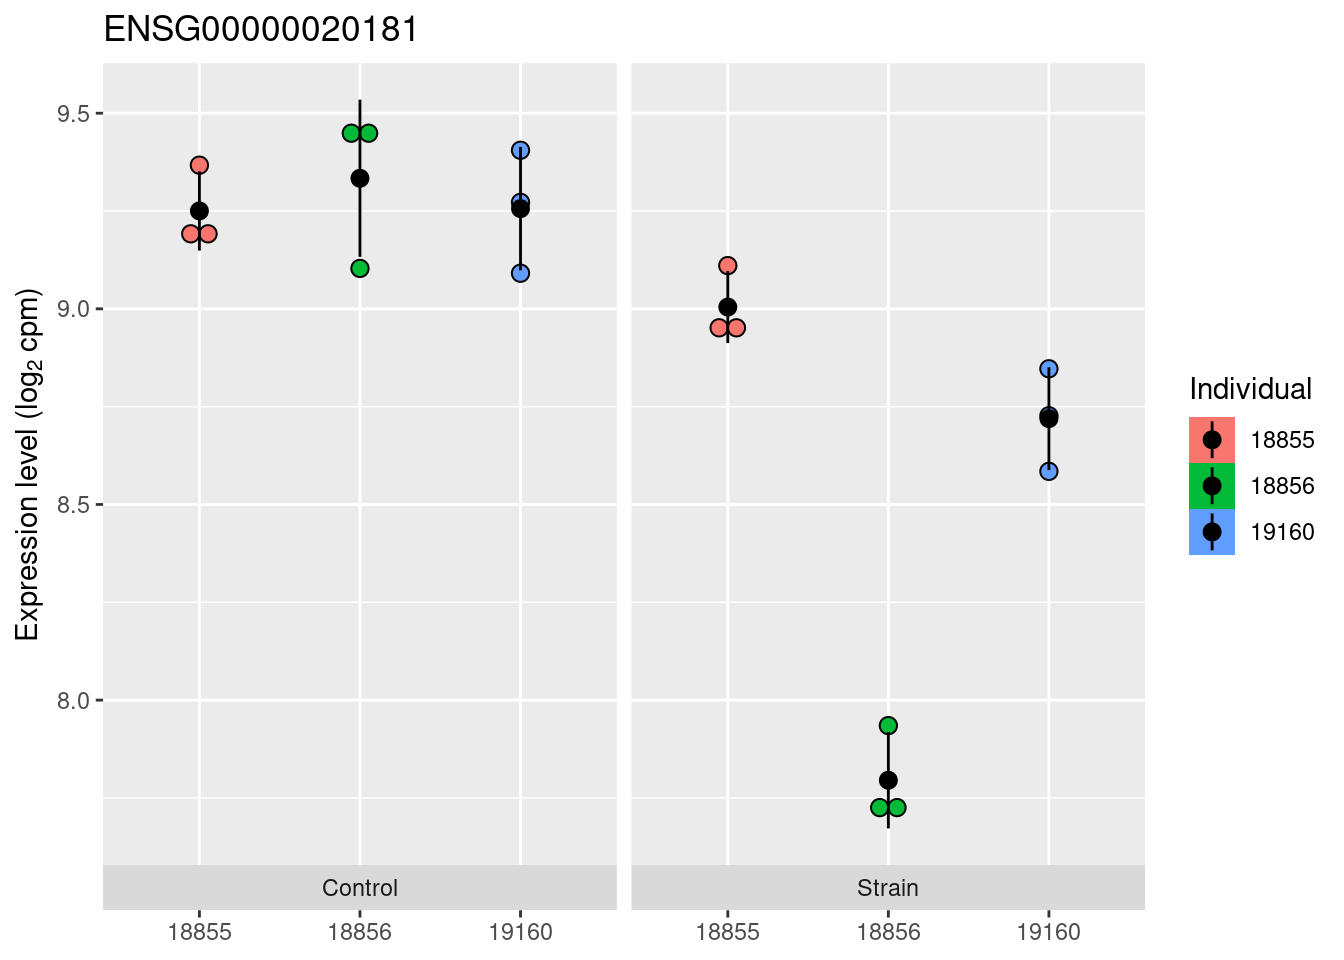 ENSG00000020181
Expression level (log₂ cpm)
9.5
9.0
8.5
8.0
Control
Strain
18855
18856
19160
18855
18856
19160
Individual
18855
18856
19160